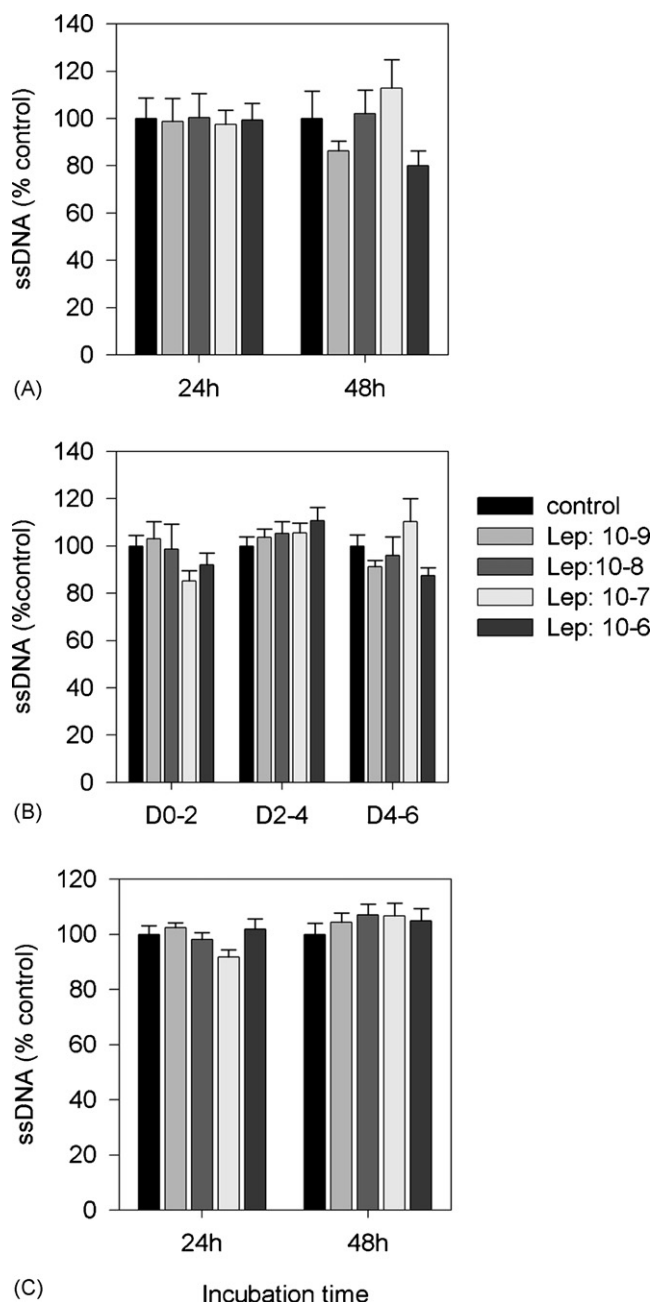 140
120
100
80
60
40
20
0
ssDNA (% control)
24h 48h
(A)
140
120
100
80
60
40
20
0
ssDNA (%control)
D0-2 D2-4 D4-6
(B)
control
Lep: 10-9
Lep:10-8
Lep: 10-7
Lep: 10-6
120
100
80
60
40
20
0
ssDNA (% control)
24h 48h
(C) Incubation time